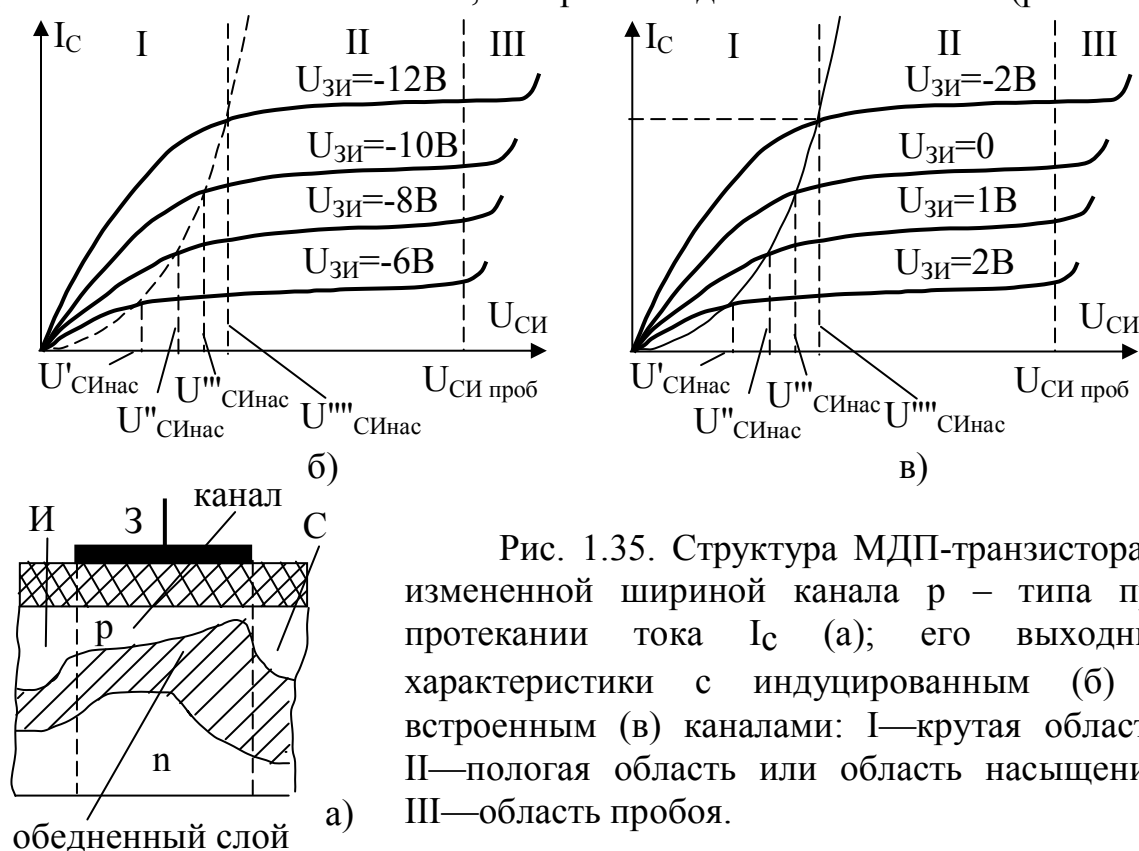 I_С I II III
U_ЗИ=-12В
U_ЗИ=-10В
U_ЗИ=-8В
U_ЗИ=-6В
U_СИ
U'_СИнас U'''_СИнас U_СИ проб
U''_СИнас U''''_СИнас
б)
I_С I II III
U_ЗИ=-2В
U_ЗИ=0
U_ЗИ=1В
U_ЗИ=2В
U_СИ
U'_СИнас U'''_СИнас U_СИ проб
U''_СИнас U''''_СИнас
в)
канал
И З С
p
n
а)
обедненный слой
Рис. 1.35. Структура МДП-транзистора
измененной шириной канала p – типа п
протекании тока I_С (а); его выходн
характеристики с индуцированным (б)
встроенным (в) каналами: I—крутая област
II—пологая область или область насыщени
III—область пробоя.